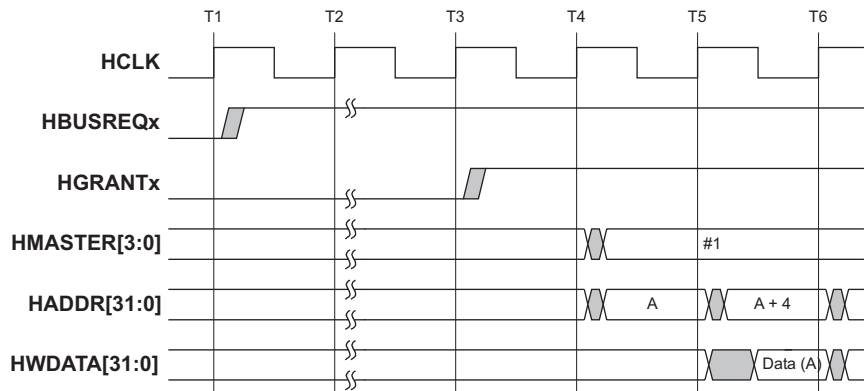 T1 T2 T3 T4 T5 T6
HCLK
HBUSREQx
HGRANTx
HMASTER[3:0] #1
HADDR[31:0] A A + 4
HWDATA[31:0] Data (A)